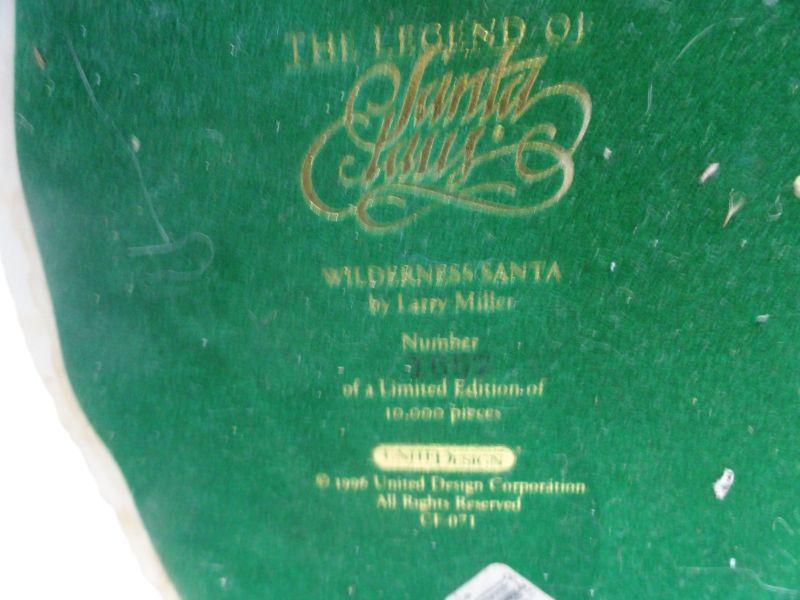 THE LEGEND OF
Santa
Claus
WILDERNESS SANTA
by Larry Miller
Number
of a Limited Edition of
10,000 pieces
UNITED DESIGN
© 1996 United Design Corporation
All Rights Reserved
CF-071